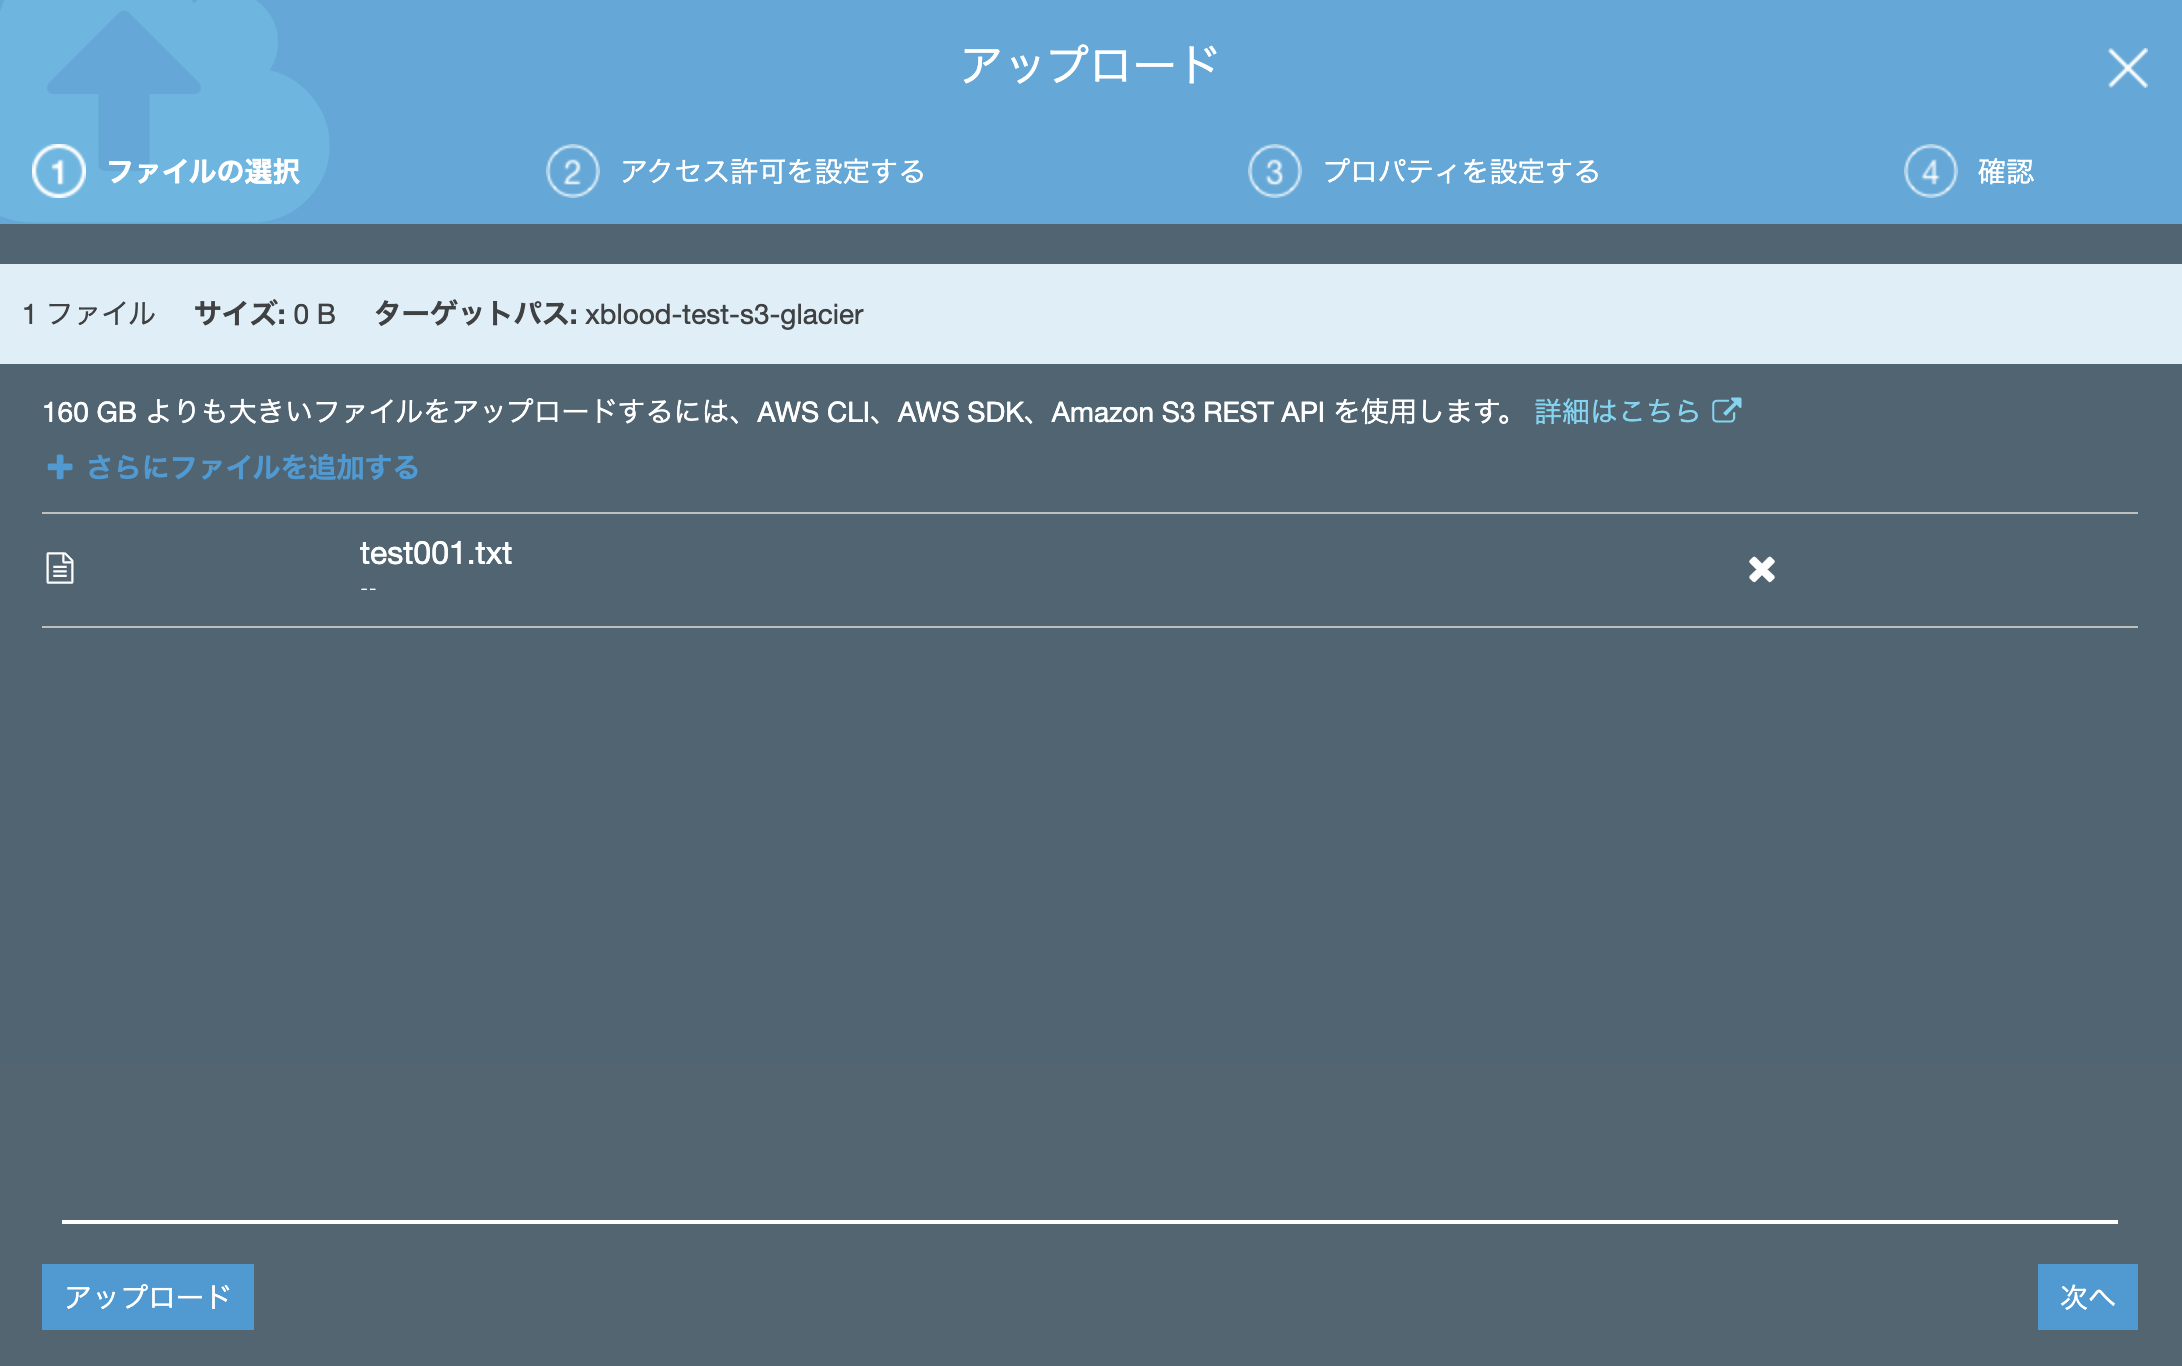 アップロード
1 ファイルの選択 2 アクセス許可を設定する 3 プロパティを設定する 4 確認
1 ファイル サイズ: 0 B ターゲットパス: xblood-test-s3-glacier
160 GB よりも大きいファイルをアップロードするには、AWS CLI、AWS SDK、Amazon S3 REST API を使用します。 詳細はこちら
さらにファイルを追加する
test001.txt
--
アップロード 次へ